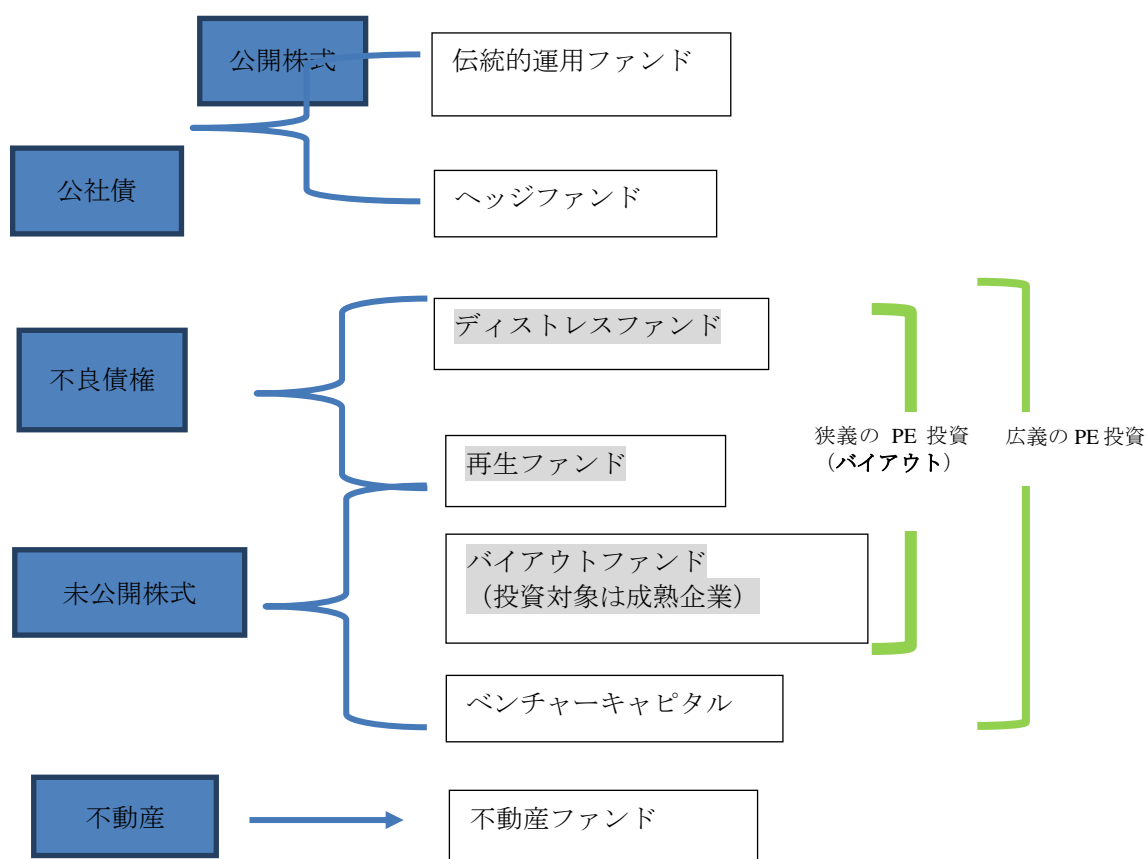 公開株式
伝統的運用ファンド
公社債
ヘッジファンド
ディストレスファンド
不良債権
狭義の PE 投資
（バイアウト）
広義の PE 投資
再生ファンド
未公開株式
バイアウトファンド
（投資対象は成熟企業）
ベンチャーキャピタル
不動産
不動産ファンド